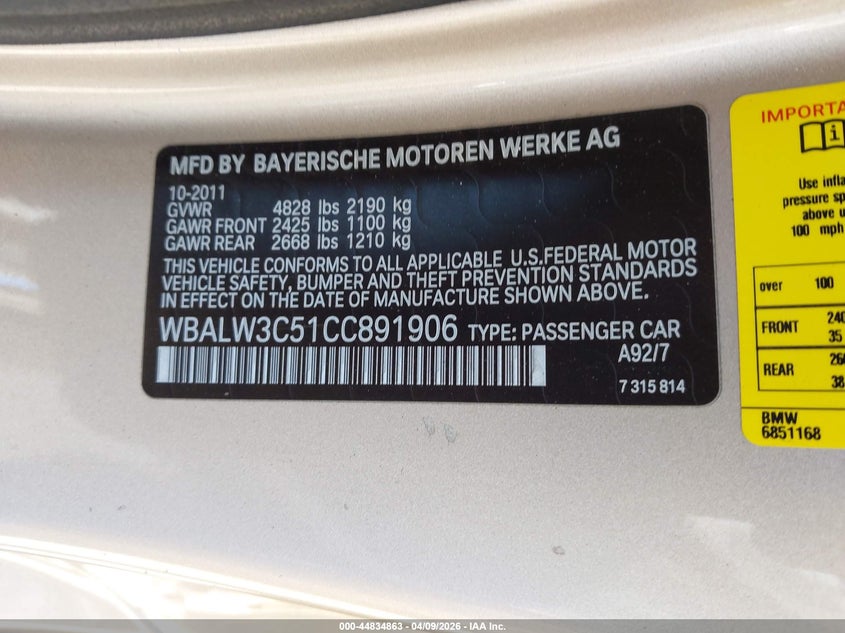 MFD BY BAYERISCHE MOTOREN WERKE AG
10-2011
GVWR 4828 lbs 2190 kg
GAWR FRONT 2425 lbs 1100 kg
GAWR REAR 2668 lbs 1210 kg
THIS VEHICLE CONFORMS TO ALL APPLICABLE U.S.FEDERAL MOTOR
VEHICLE SAFETY, BUMPER AND THEFT PREVENTION STANDARDS
IN EFFECT ON THE DATE OF MANUFACTURE SHOWN ABOVE.
WBALW3C51CC891906 TYPE: PASSENGER CAR
A92/7
7 315 814
Use
pressure
above
100 mph
over 100
FRONT
35
REAR
38
BMW
6851168
000-44834863 - 04/09/2026 - IAA Inc.